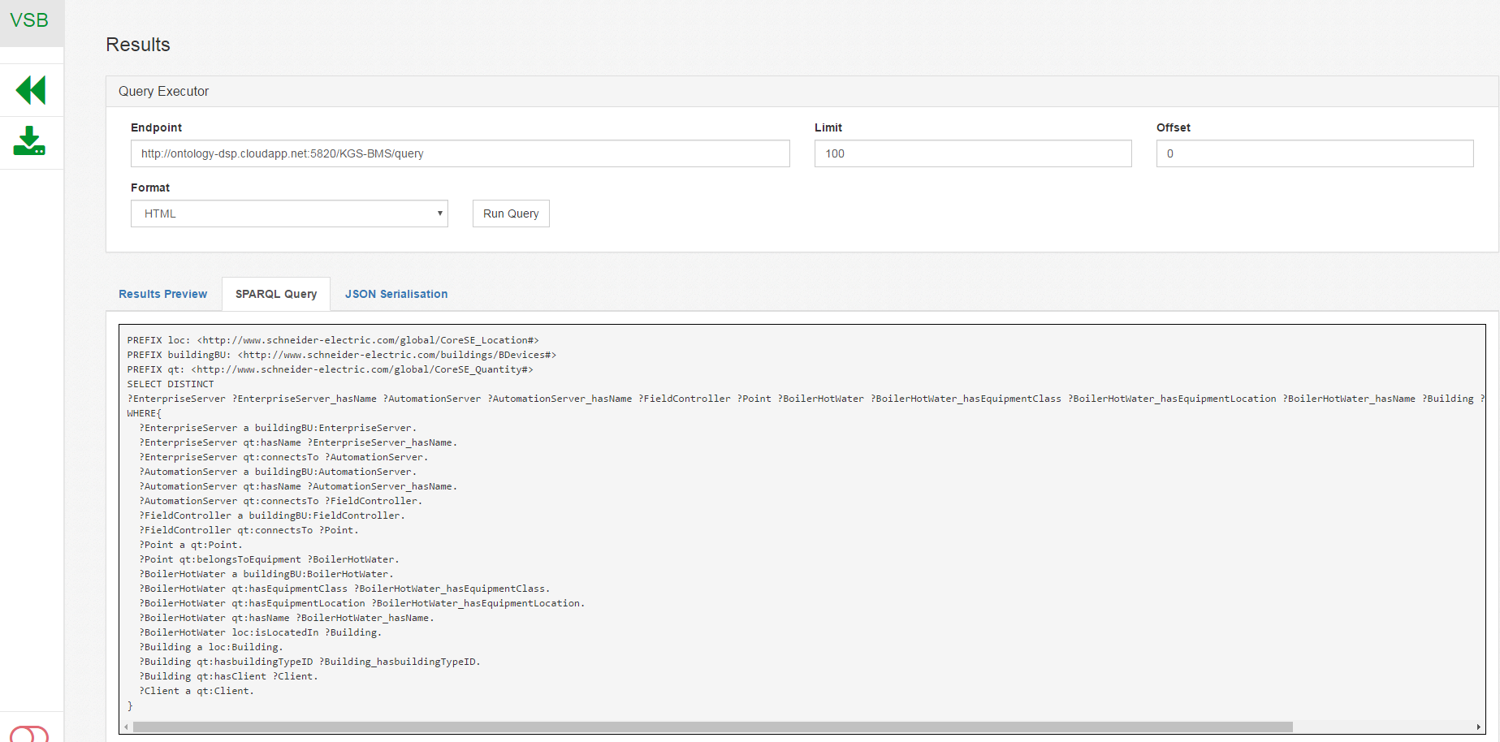 VSB
Results
Query Executor
Endpoint Limit Offset
http://ontology-dsp.cloudapp.net:5820/KGS-BMS/query 100 0
Format
HTML Run Query
Results Preview SPARQL Query JSON Serialisation
PREFIX loc: <http://www.schneider-electric.com/global/CoreSE_Location#>
PREFIX buildingBU: <http://www.schneider-electric.com/buildings/BDevices#>
PREFIX qt: <http://www.schneider-electric.com/global/CoreSE_Quantity#>
SELECT DISTINCT
?EnterpriseServer ?EnterpriseServer_hasName ?AutomationServer ?AutomationServer_hasName ?FieldController ?Point ?BoilerHotWater ?BoilerHotWater_hasEquipmentClass ?BoilerHotWater_hasEquipmentLocation ?BoilerHotWater_hasName ?Building ?
WHERE{
?EnterpriseServer a buildingBU:EnterpriseServer.
?EnterpriseServer qt:hasName ?EnterpriseServer_hasName.
?EnterpriseServer qt:connectsTo ?AutomationServer.
?AutomationServer a buildingBU:AutomationServer.
?AutomationServer qt:hasName ?AutomationServer_hasName.
?AutomationServer qt:connectsTo ?FieldController.
?FieldController a buildingBU:FieldController.
?FieldController qt:connectsTo ?Point.
?Point a qt:Point.
?Point qt:belongsToEquipment ?BoilerHotWater.
?BoilerHotWater a buildingBU:BoilerHotWater.
?BoilerHotWater qt:hasEquipmentClass ?BoilerHotWater_hasEquipmentClass.
?BoilerHotWater qt:hasEquipmentLocation ?BoilerHotWater_hasEquipmentLocation.
?BoilerHotWater qt:hasName ?BoilerHotWater_hasName.
?BoilerHotWater loc:isLocatedIn ?Building.
?Building a loc:Building.
?Building qt:hasbuildingTypeID ?Building_hasbuildingTypeID.
?Building qt:hasClient ?Client.
?Client a qt:Client.
}